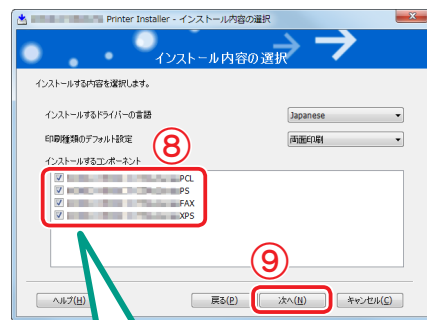 Printer Installer - インストール内容の選択
インストール内容の選択
インストールする内容を選択します。
インストールするドライバーの言語 Japanese
印刷種類のデフォルト設定 両面印刷
⑧
インストールするコンポーネント
PCL
PS
FAX
XPS
⑨
ヘルプ(H) 戻る(P) 次へ(N) キャンセル(C)